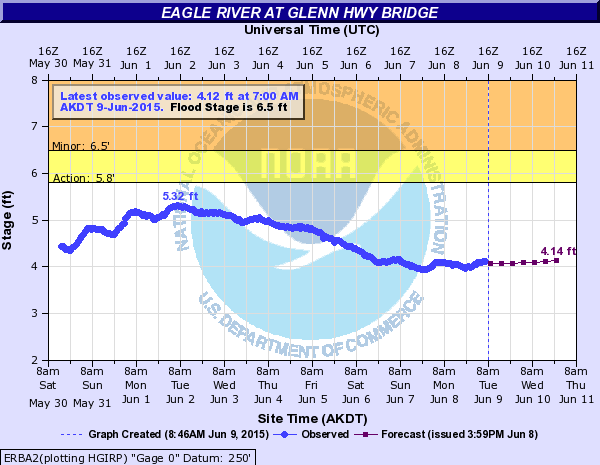 EAGLE RIVER AT GLENN HWY BRIDGE
Universal Time (UTC)
16Z 16Z 16Z 16Z 16Z 16Z 16Z 16Z 16Z 16Z 16Z 16Z 16Z
May 30 May 31 Jun 1 Jun 2 Jun 3 Jun 4 Jun 5 Jun 6 Jun 7 Jun 8 Jun 9 Jun 10 Jun 11
8
Latest observed value: 4.12 ft at 7:00 AM
AKDT 9-Jun-2015. Flood Stage is 6.5 ft
7
Minor: 6.5'
6
Action: 5.8'
5.32 ft
5
4.14 ft
4
3
2
Stage (ft)
NOAA
NATIONAL OCEANIC AND ATMOSPHERIC ADMINISTRATION
U.S. DEPARTMENT OF COMMERCE
8am 8am 8am 8am 8am 8am 8am 8am 8am 8am 8am 8am 8am
Sat Sun Mon Tue Wed Thu Fri Sat Sun Mon Tue Wed Thu
May 30 May 31 Jun 1 Jun 2 Jun 3 Jun 4 Jun 5 Jun 6 Jun 7 Jun 8 Jun 9 Jun 10 Jun 11
Site Time (AKDT)
Graph Created (8:46AM Jun 9, 2015) Observed Forecast (issued 3:59PM Jun 8)
ERBA2(plotting HGIRP) "Gage 0" Datum: 250'